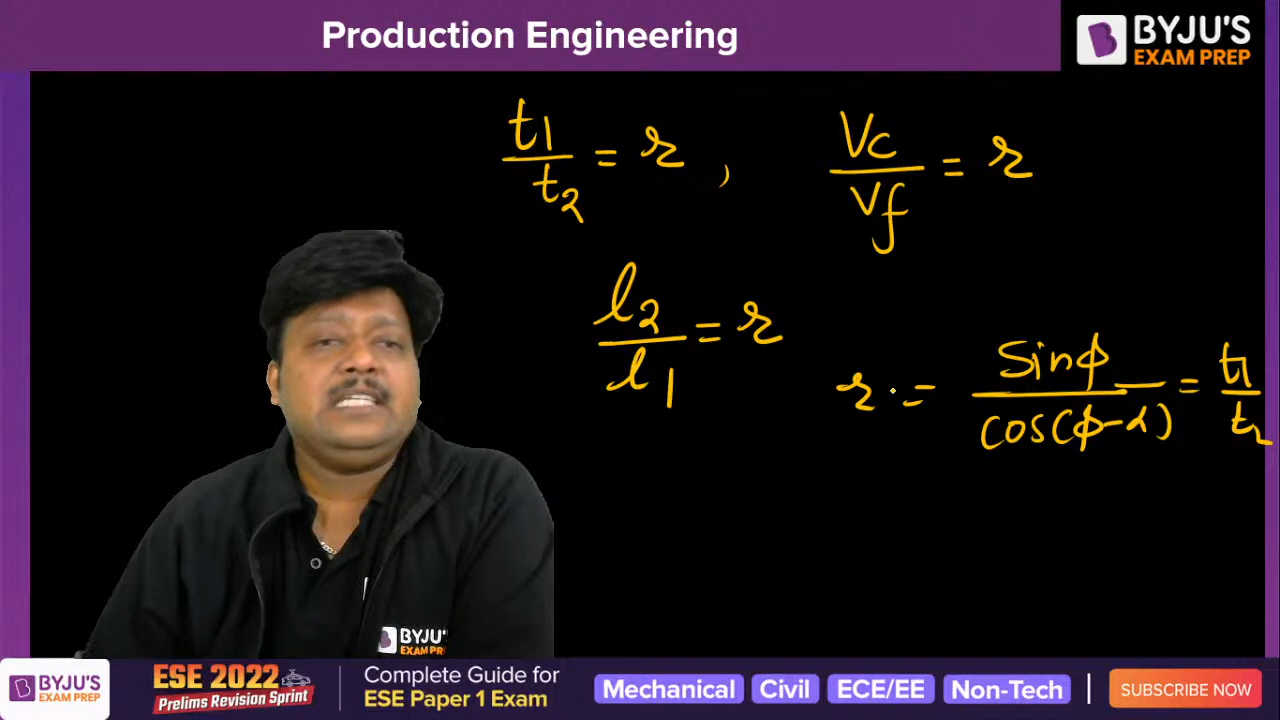 Production Engineering
BYJU'S
EXAM PREP
t1/t2 = r , Vc/Vf = r
l2/l1 = r
r = Sinϕ/cos(ϕ-α) = t1/t2
BYJU'S
EXAM PRE
BYJU'S
EXAM PREP
ESE 2022
Prelims Revision Sprint
Complete Guide for
ESE Paper 1 Exam
Mechanical Civil ECE/EE Non-Tech
SUBSCRIBE NOW